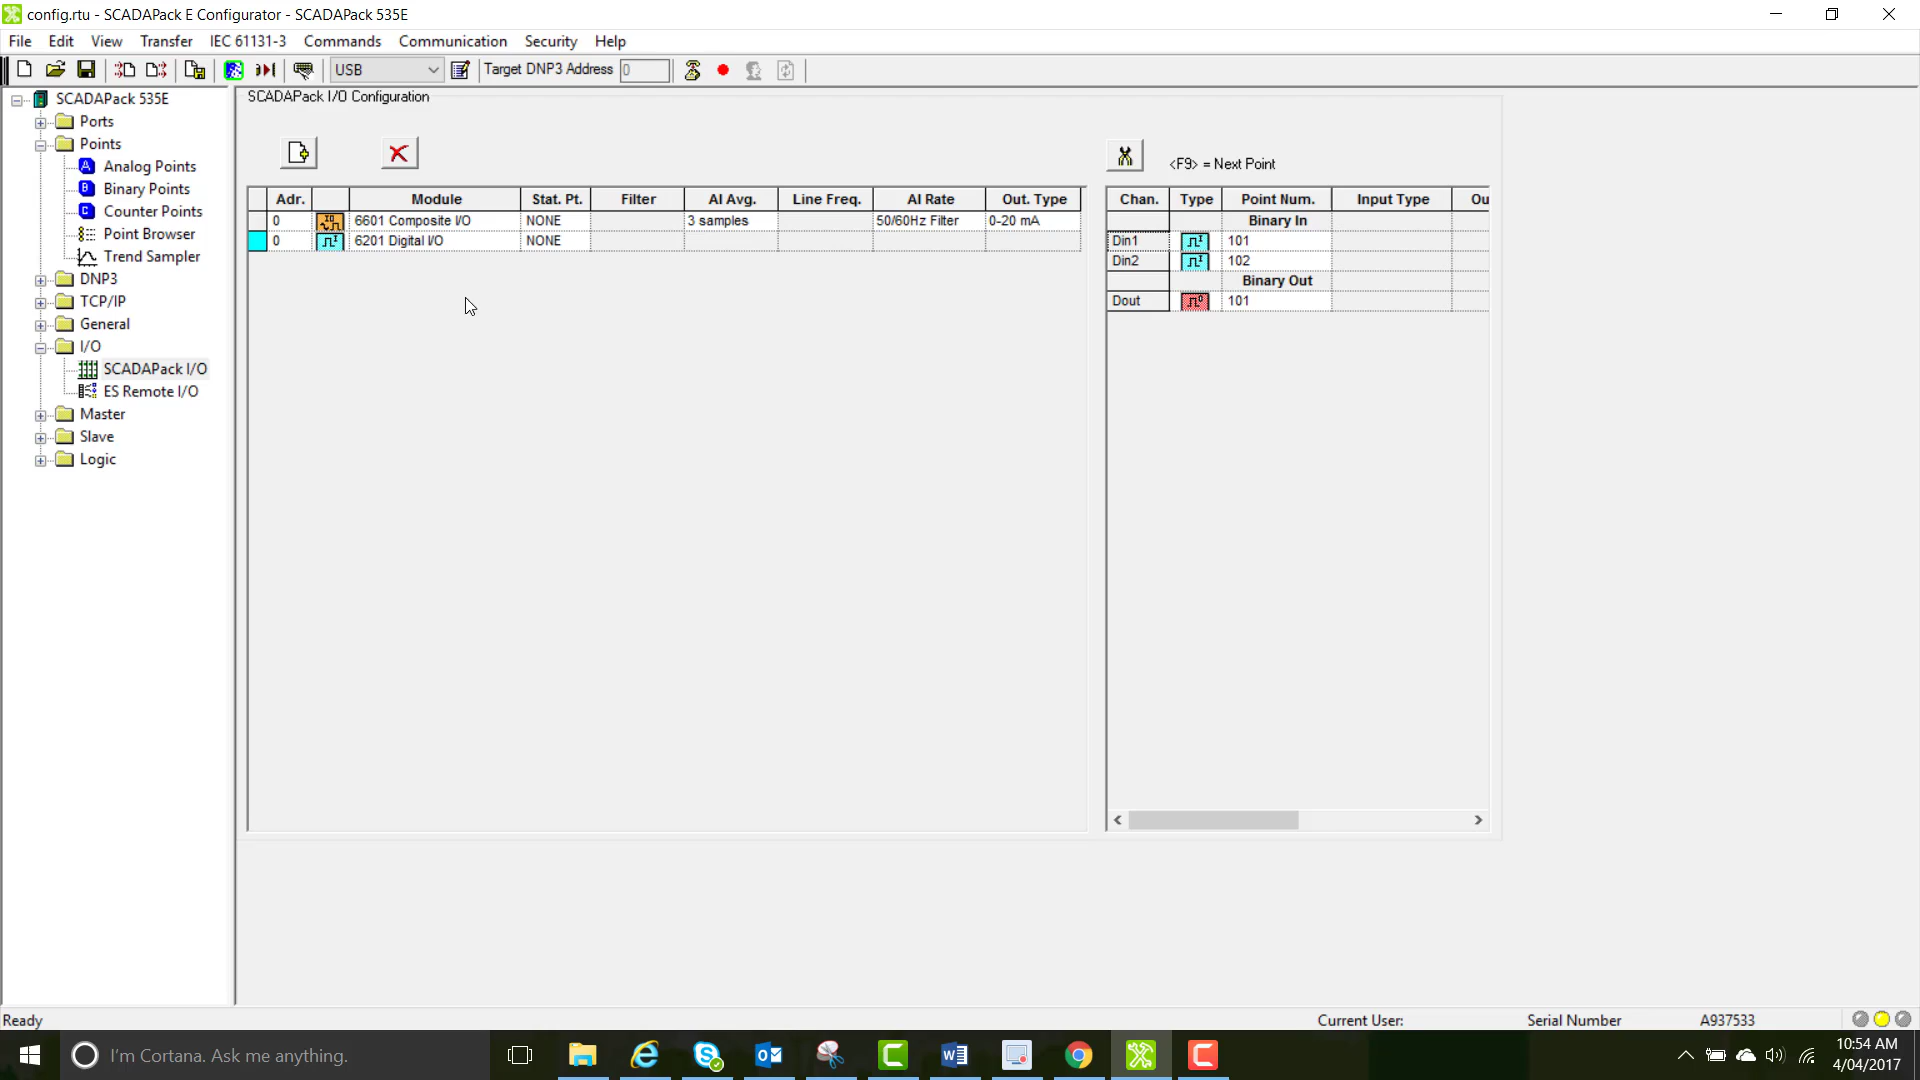 config.rtu - SCADAPack E Configurator - SCADAPack 535E
File Edit View Transfer IEC 61131-3 Commands Communication Security Help
USB Target DNP3 Address 0
SCADAPack 535E
Ports
Points
Analog Points
Binary Points
Counter Points
Point Browser
Trend Sampler
DNP3
TCP/IP
General
I/O
SCADAPack I/O
ES Remote I/O
Master
Slave
Logic
SCADAPack I/O Configuration
Adr. Module Stat. Pt. Filter AI Avg. Line Freq. AI Rate Out. Type
0 6601 Composite I/O NONE 3 samples 50/60Hz Filter 0-20 mA
0 6201 Digital I/O NONE
<F9> = Next Point
Chan. Type Point Num. Input Type Ou
Binary In
Din1 101
Din2 102
Binary Out
Dout 101
Ready Current User: Serial Number A937533
I'm Cortana. Ask me anything.
10:54 AM
4/04/2017